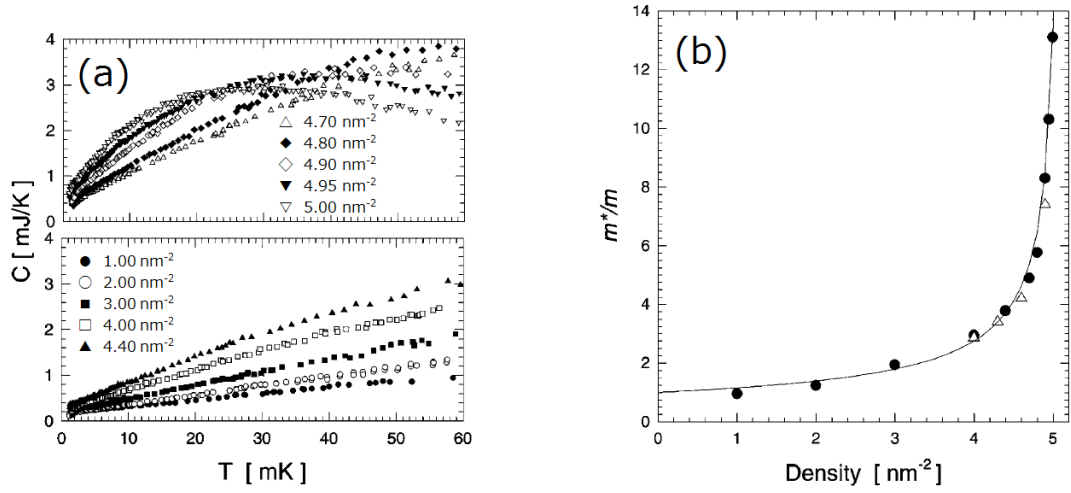 (a)
4
3
2
1
0
△ 4.70 nm⁻²
◆ 4.80 nm⁻²
◇ 4.90 nm⁻²
▼ 4.95 nm⁻²
▽ 5.00 nm⁻²
C [ mJ/K ]
4
3
2
1
0
● 1.00 nm⁻²
○ 2.00 nm⁻²
■ 3.00 nm⁻²
□ 4.00 nm⁻²
▲ 4.40 nm⁻²
0 10 20 30 40 50 60
T [ mK ]
(b)
14
12
10
8
6
4
2
0
m*/m
0 1 2 3 4 5
Density [ nm⁻² ]